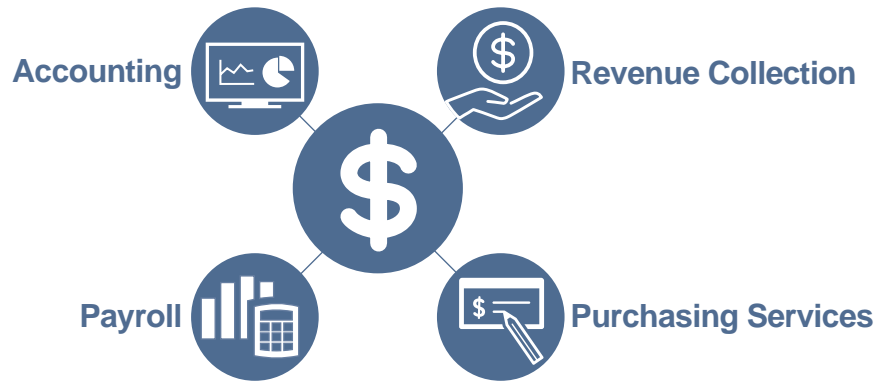 Accounting
Revenue Collection
$
$
Payroll
$
Purchasing Services